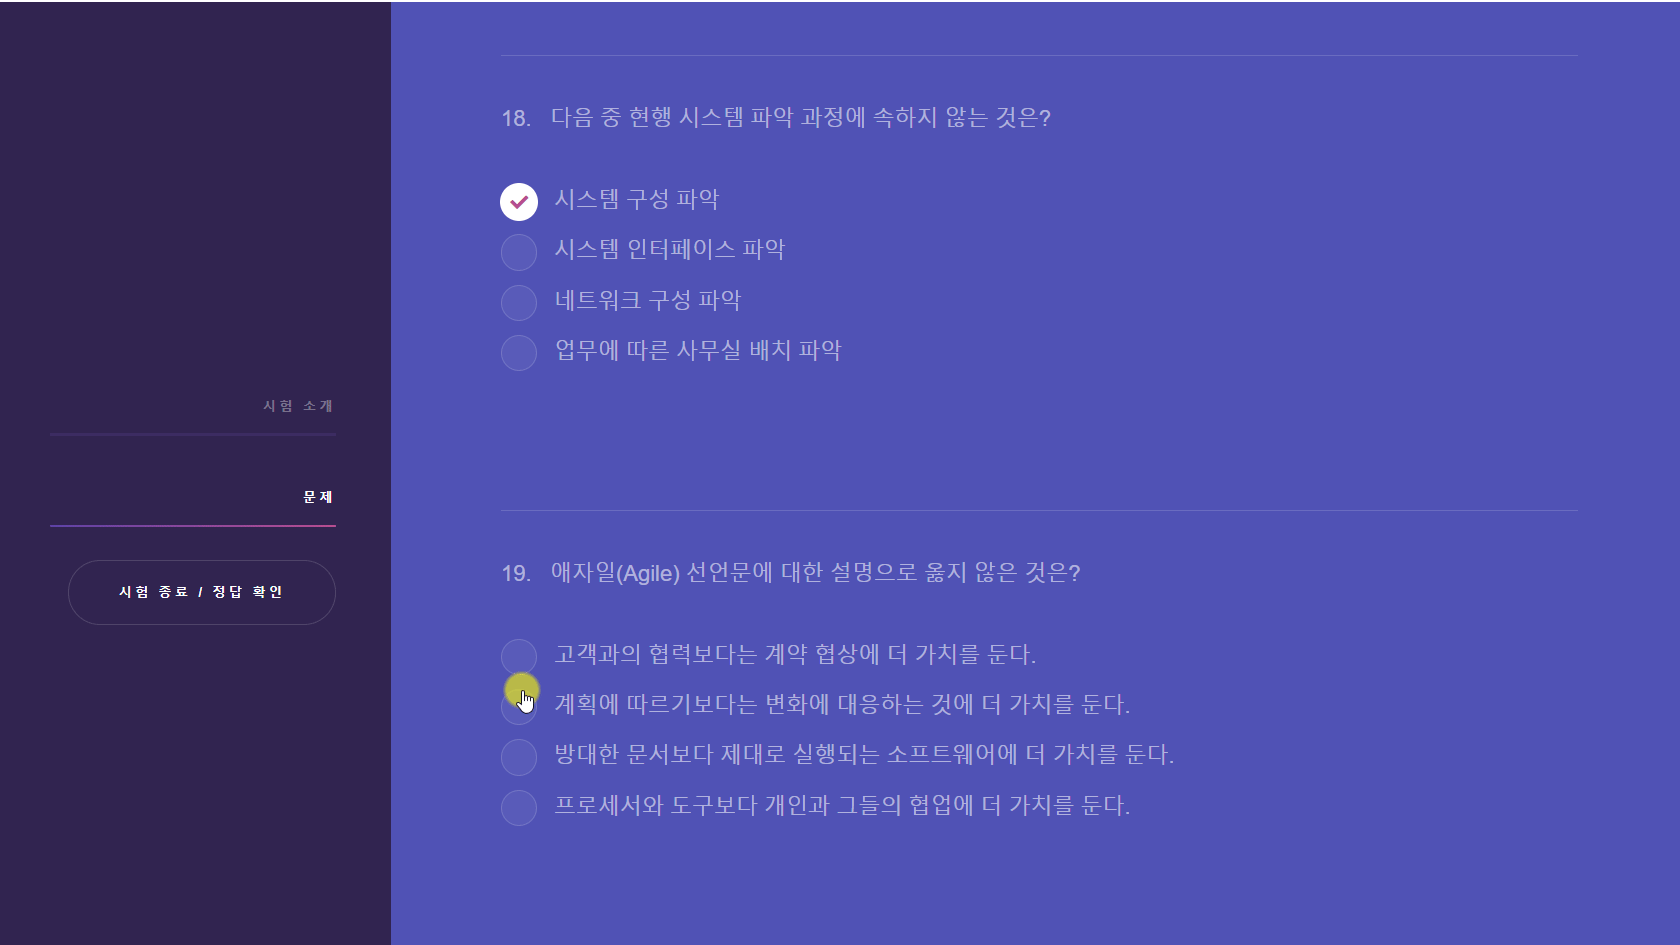 18. 다음 중 현행 시스템 파악 과정에 속하지 않는 것은?
시스템 구성 파악
시스템 인터페이스 파악
네트워크 구성 파악
업무에 따른 사무실 배치 파악
시험 소개
문제
시험 종료 / 정답 확인
19. 애자일(Agile) 선언문에 대한 설명으로 옳지 않은 것은?
고객과의 협력보다는 계약 협상에 더 가치를 둔다.
계획에 따르기보다는 변화에 대응하는 것에 더 가치를 둔다.
방대한 문서보다 제대로 실행되는 소프트웨어에 더 가치를 둔다.
프로세서와 도구보다 개인과 그들의 협업에 더 가치를 둔다.